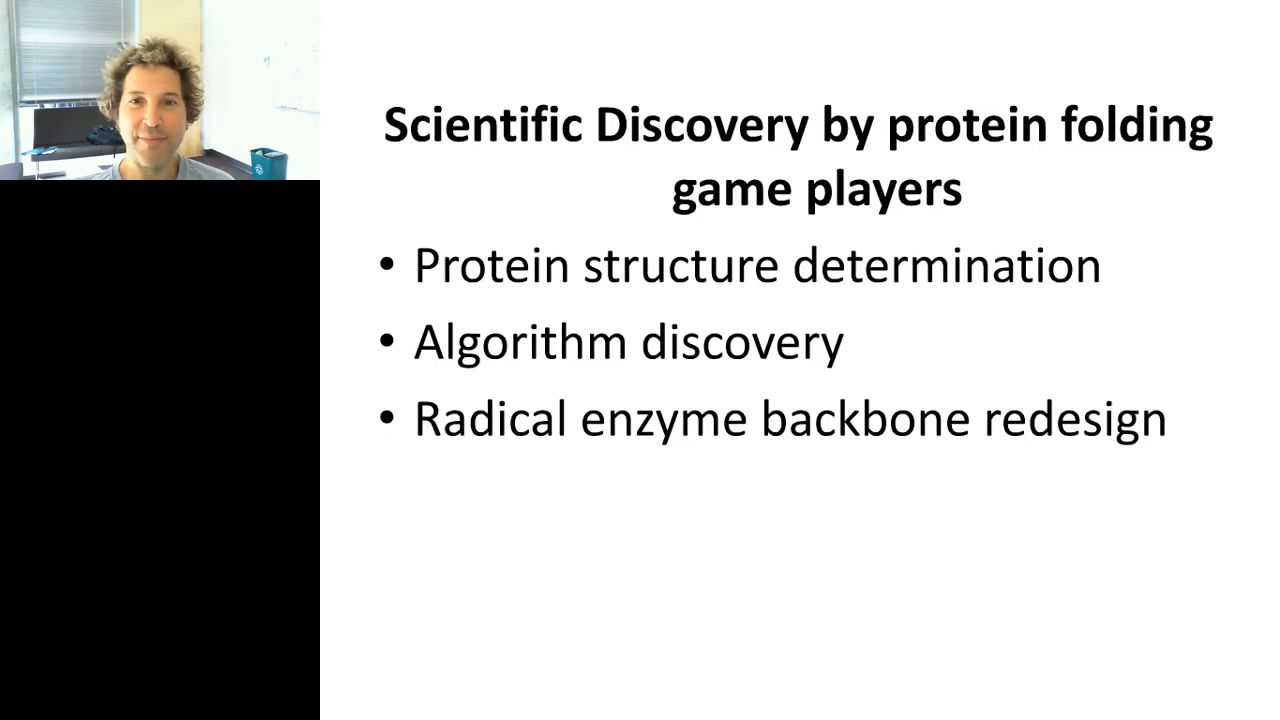 Scientific Discovery by protein folding
game players
• Protein structure determination
• Algorithm discovery
• Radical enzyme backbone redesign